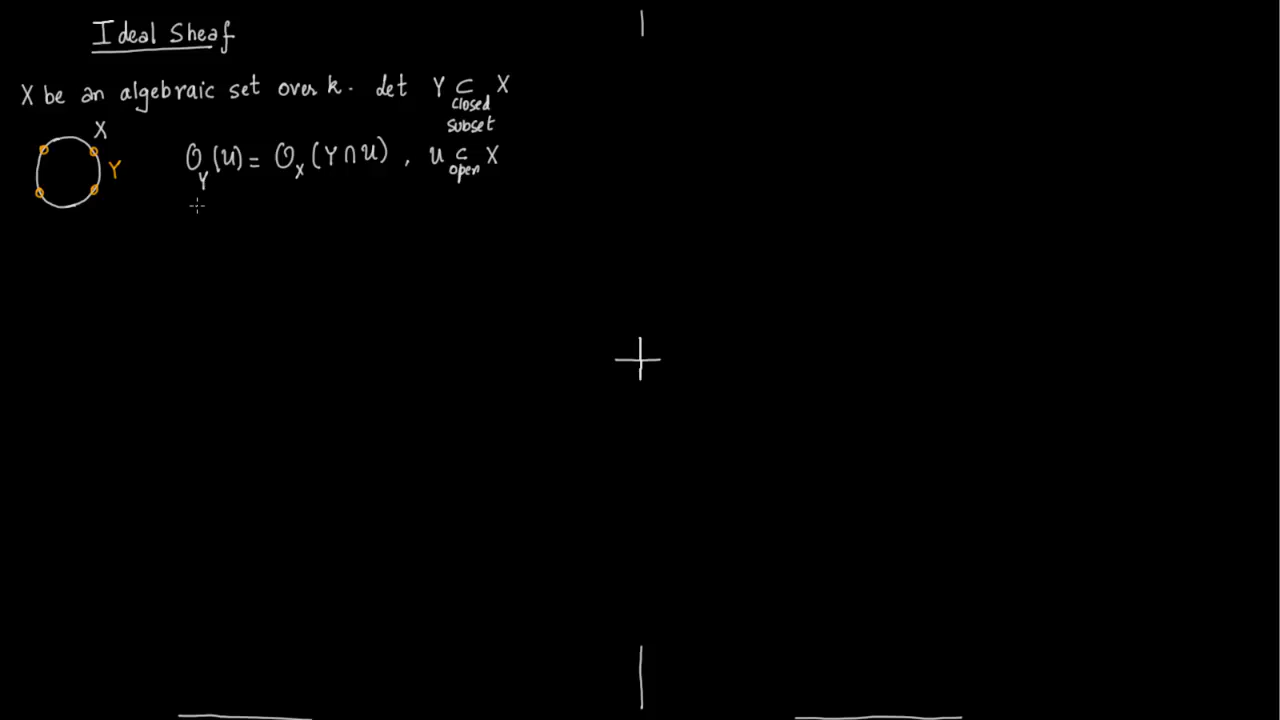 Ideal Sheaf
X be an algebraic set over k. Let Y ⊂ X
closed
subset
X
Y
O_Y(U) = O_X(Y∩U), U ⊂ X
open